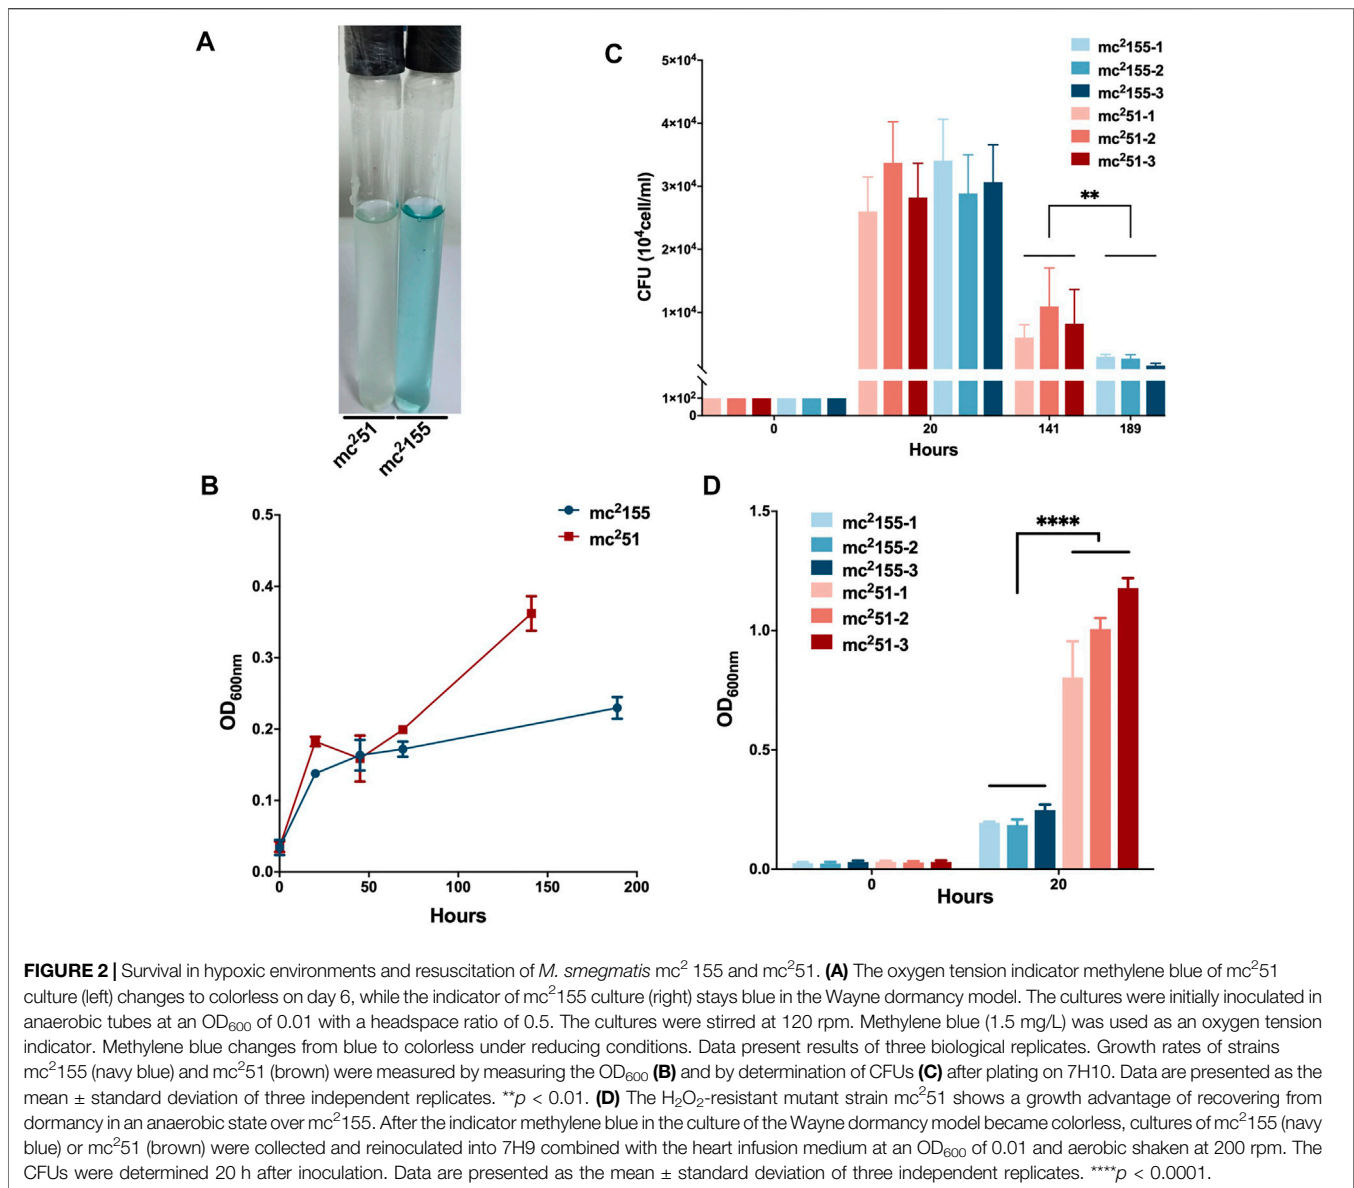 A
mc²51
mc²155
B
0.5
0.4
0.3
0.2
0.1
0.0
0
50
100
150
200
Hours
OD600nm
mc²155
mc²51
C
5×10⁴
4×10⁴
3×10⁴
2×10⁴
1×10⁴
1×10²
0
CFU (10⁴cell/ml)
0
20
141
189
Hours
**
mc²155-1
mc²155-2
mc²155-3
mc²51-1
mc²51-2
mc²51-3
D
1.5
1.0
0.5
0.0
OD600nm
0
20
Hours
****
mc²155-1
mc²155-2
mc²155-3
mc²51-1
mc²51-2
mc²51-3
FIGURE 2 | Survival in hypoxic environments and resuscitation of M. smegmatis mc² 155 and mc²51. (A) The oxygen tension indicator methylene blue of mc²51
culture (left) changes to colorless on day 6, while the indicator of mc²155 culture (right) stays blue in the Wayne dormancy model. The cultures were initially inoculated in
anaerobic tubes at an OD600 of 0.01 with a headspace ratio of 0.5. The cultures were stirred at 120 rpm. Methylene blue (1.5 mg/L) was used as an oxygen tension
indicator. Methylene blue changes from blue to colorless under reducing conditions. Data present results of three biological replicates. Growth rates of strains
mc²155 (navy blue) and mc²51 (brown) were measured by measuring the OD600 (B) and by determination of CFUs (C) after plating on 7H10. Data are presented as the
mean ± standard deviation of three independent replicates. **p < 0.01. (D) The H₂O₂-resistant mutant strain mc²51 shows a growth advantage of recovering from
dormancy in an anaerobic state over mc²155. After the indicator methylene blue in the culture of the Wayne dormancy model became colorless, cultures of mc²155 (navy
blue) or mc²51 (brown) were collected and reinoculated into 7H9 combined with the heart infusion medium at an OD600 of 0.01 and aerobic shaken at 200 rpm. The
CFUs were determined 20 h after inoculation. Data are presented as the mean ± standard deviation of three independent replicates. ****p < 0.0001.